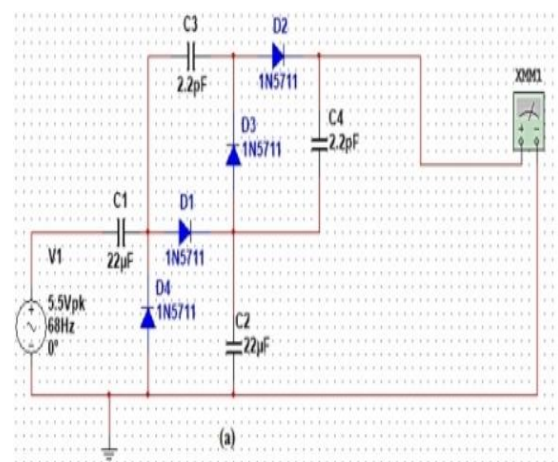 C3
D2
2.2pF
1N5711
XMM1
D3
1N5711
C4
2.2pF
C1
D1
22µF
1N5711
V1
5.5Vpk
68Hz
0°
D4
1N5711
C2
22µF
(a)